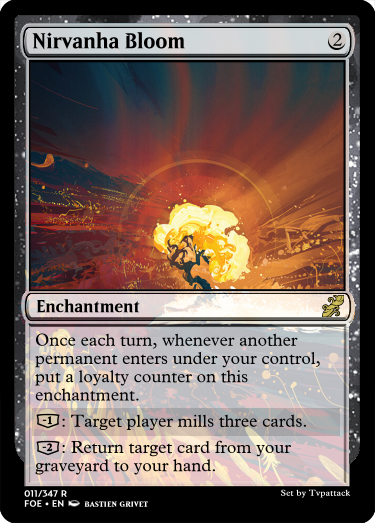 Nirvanha Bloom 2
Enchantment
Once each turn, whenever another
permanent enters under your control,
put a loyalty counter on this
enchantment.
-1: Target player mills three cards.
-2: Return target card from your
graveyard to your hand.
011/347 R
Set by Tvpattack
FOE • EN BASTIEN GRIVET